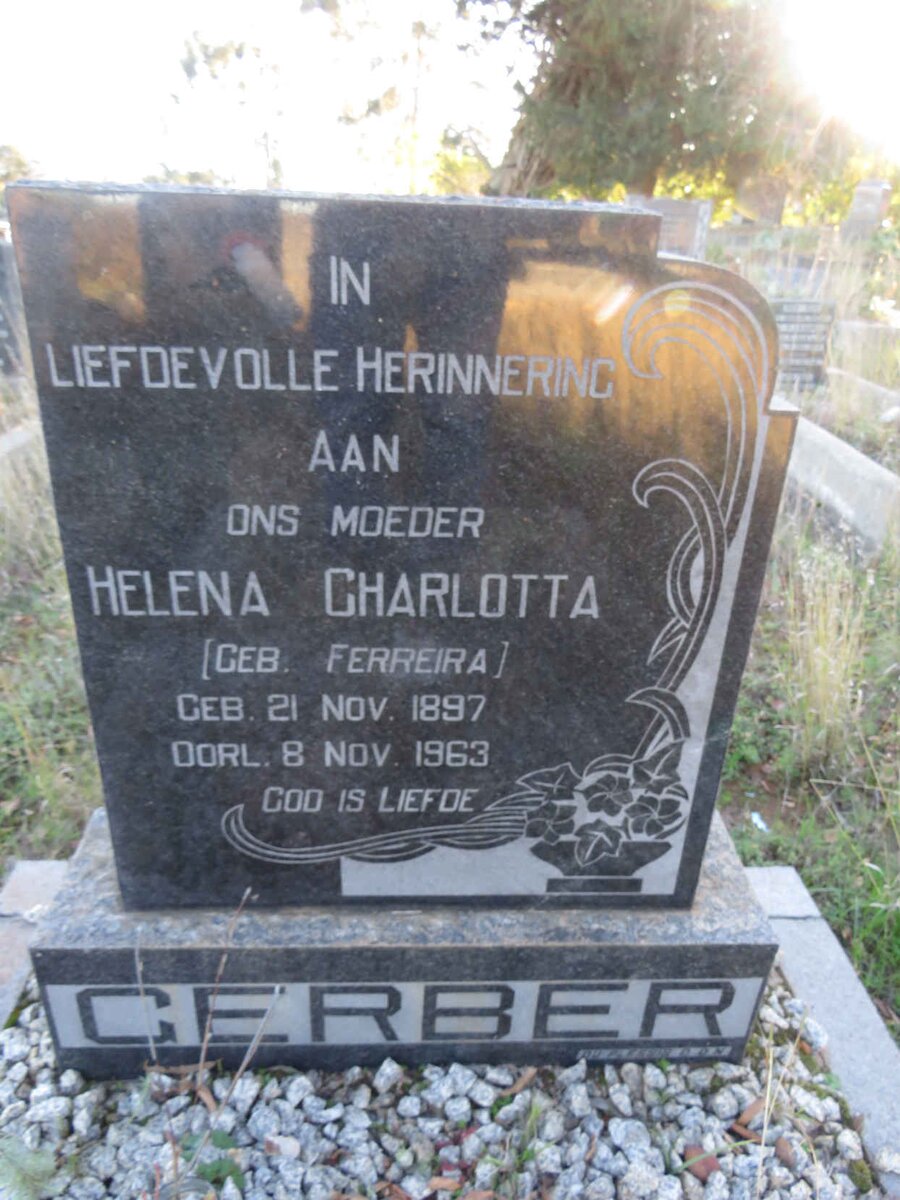 IN
LIEFDEVOLLE HERINNERING
AAN
ONS MOEDER
HELENA CHARLOTTA
[GEB. FERREIRA]
GEB. 21 NOV. 1897
OORL. 8 NOV. 1963
GOD IS LIEFDE
GERBER